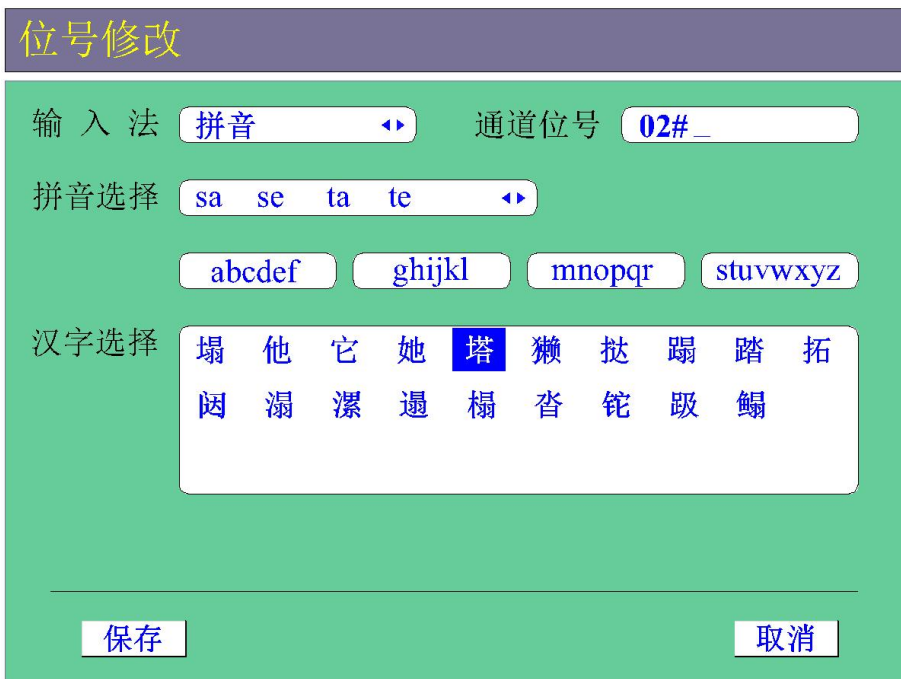 位号修改
输 入 法 拼音 通道位号 02#_
拼音选择 sa se ta te
abcdef ghijkl mnopqr stuvwxyz
汉字选择 塌 他 它 她 塔 獭 挞 蹋 踏 拓
闼 溻 漯 遢 榻 沓 铊 趿 鳎
保存 取消